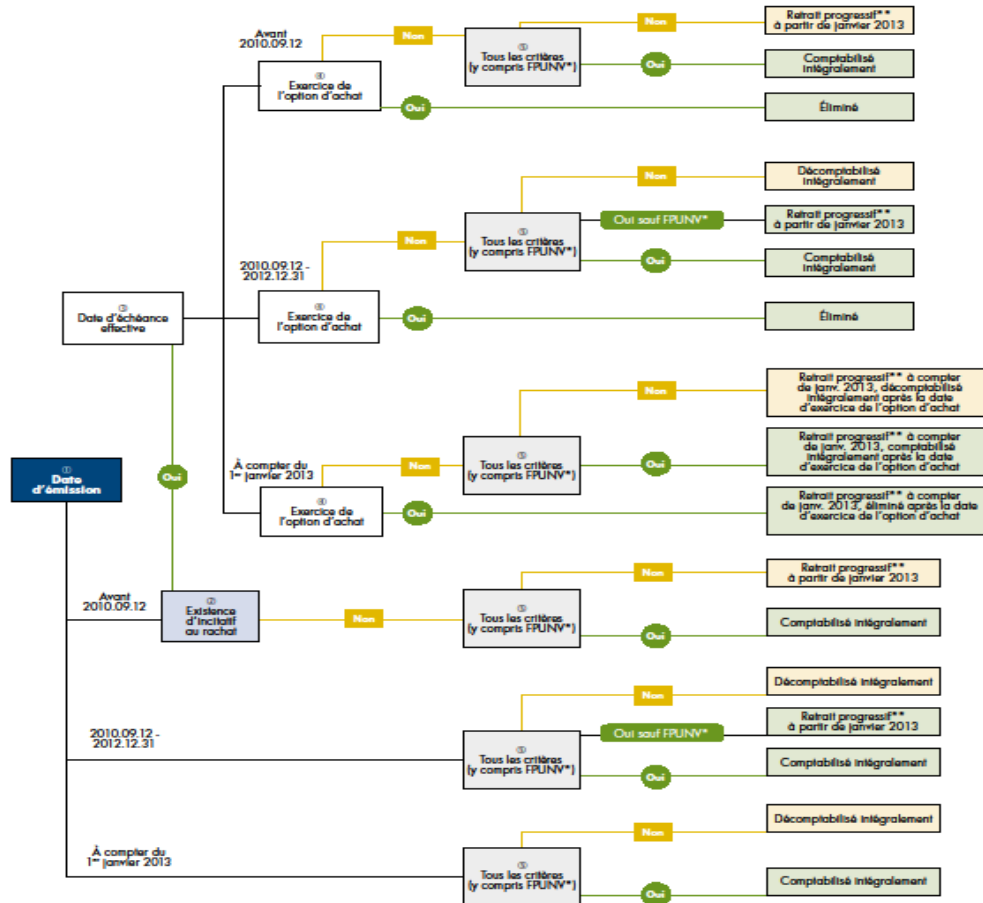 Non
Retrait progressif**
à partir de janvier 2013
Avant
2010.09.12
⑤
Tous les critères
(y compris FPUNV*)
Oui
Comptabilisé
intégralement
④
Exercice de
l'option d'achat
Oui
Éliminé
Non
Décomptabilisé
intégralement
⑤
Tous les critères
(y compris FPUNV*)
Oui sauf FPUNV*
Retrait progressif**
à partir de janvier 2013
Non
Oui
Comptabilisé
intégralement
2010.09.12 -
2012.12.31
③
Date d'échéance
effective
④
Exercice de
l'option d'achat
Oui
Éliminé
Non
Retrait progressif** à compter
de janv. 2013, décomptabilisé
intégralement après la date
d'exercice de l'option d'achat
Oui
À compter du
1er janvier 2013
Non
⑤
Tous les critères
(y compris FPUNV*)
Oui
Retrait progressif** à compter
de janv. 2013, comptabilisé
intégralement après la date
d'exercice de l'option d'achat
①
Date
d'émission
④
Exercice de
l'option d'achat
Oui
Retrait progressif** à compter
de janv. 2013, éliminé après la date
d'exercice de l'option d'achat
Non
Retrait progressif**
à partir de janvier 2013
Avant
2010.09.12
②
Existence
d'incitatif
au rachat
Non
⑤
Tous les critères
(y compris FPUNV*)
Oui
Comptabilisé intégralement
Non
Décomptabilisé intégralement
2010.09.12 -
2012.12.31
⑤
Tous les critères
(y compris FPUNV*)
Oui sauf FPUNV*
Retrait progressif**
à partir de janvier 2013
Oui
Comptabilisé intégralement
Non
Décomptabilisé intégralement
À compter du
1er janvier 2013
⑤
Tous les critères
(y compris FPUNV*)
Oui
Comptabilisé intégralement